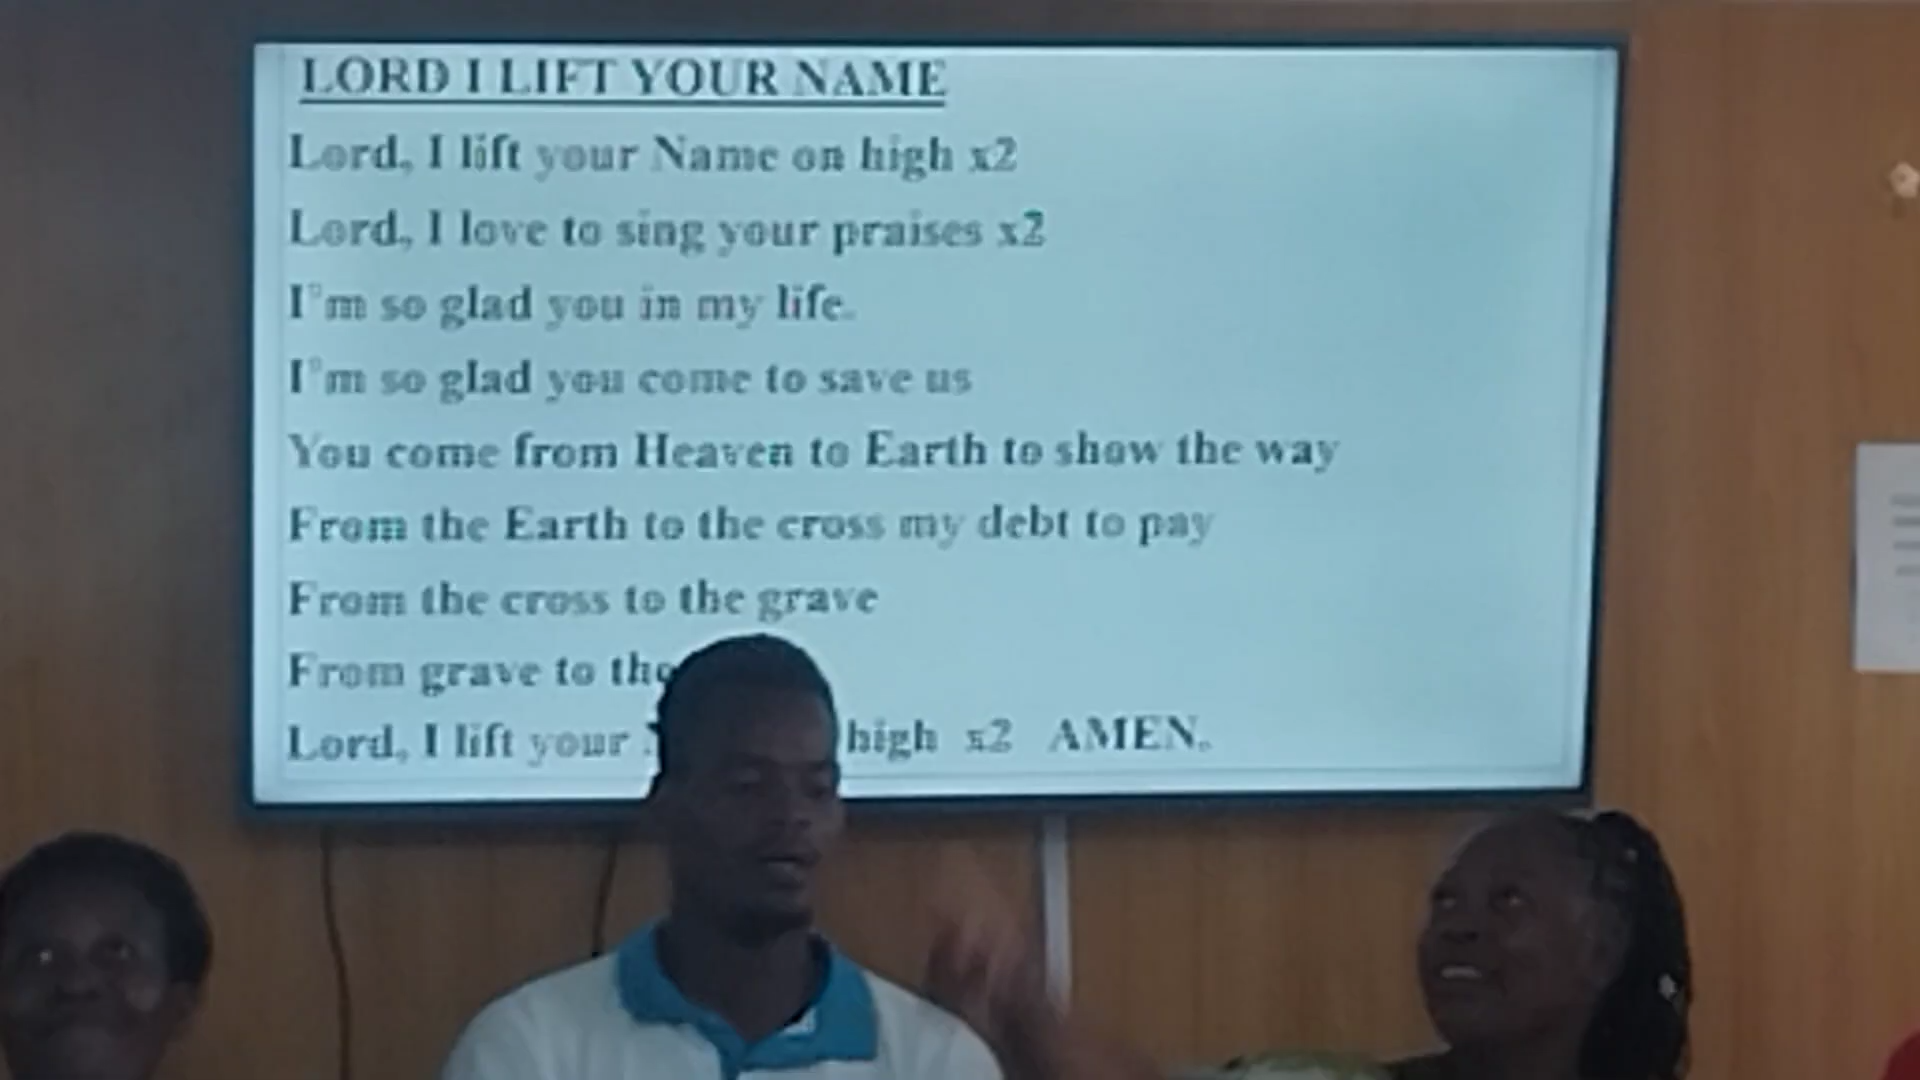 LORD I LIFT YOUR NAME
Lord, I lift your Name on high x2
Lord, I love to sing your praises x2
I'm so glad you in my life.
I'm so glad you come to save us
You come from Heaven to Earth to show the way
From the Earth to the cross my debt to pay
From the cross to the grave
From grave to the
Lord, I lift your high x2 AMEN.